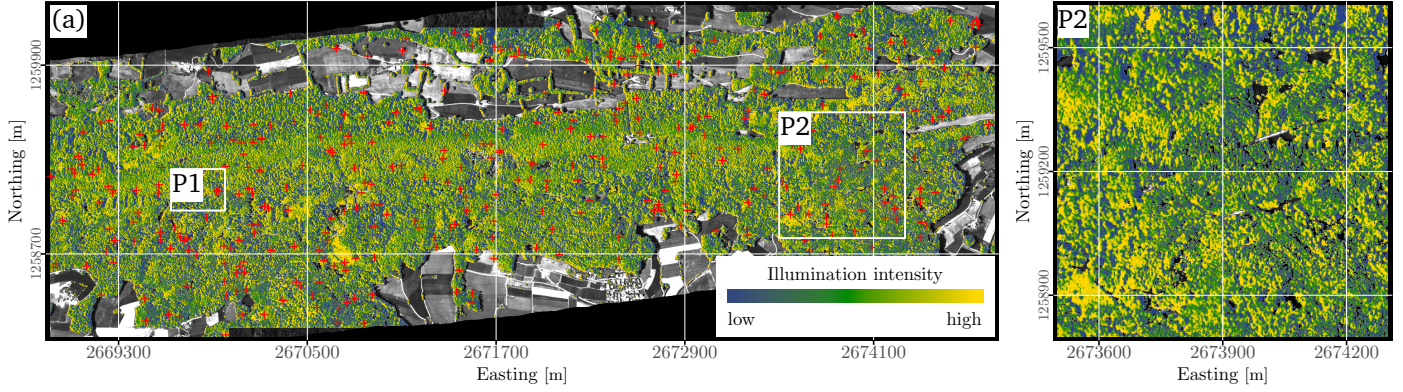 (a)
P1
P2
Illumination intensity
low high
1259900
1258700
Northing [m]
2669300 2670500 2671700 2672900 2674100
Easting [m]
P2
1259500
1259200
1258900
Northing [m]
2673600 2673900 2674200
Easting [m]